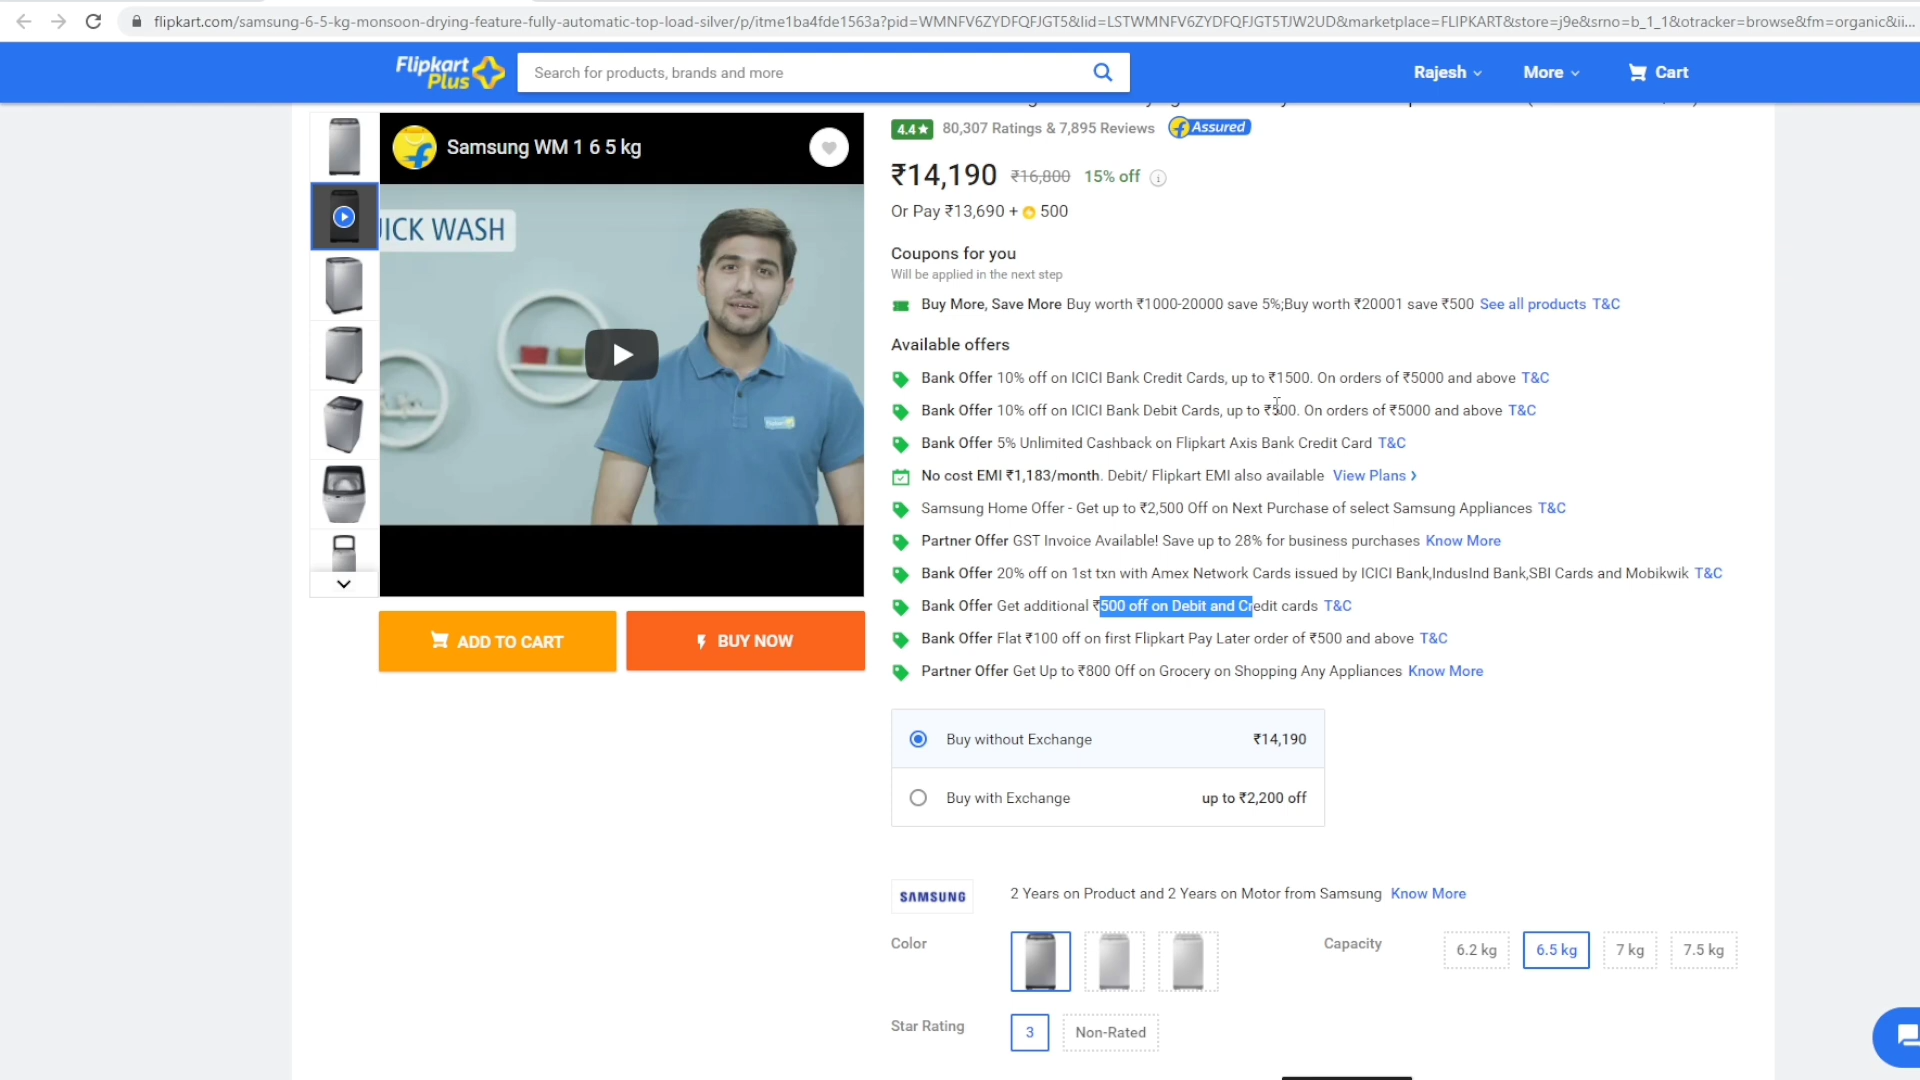 flipkart.com/samsung-6-5-kg-monsoon-drying-feature-fully-automatic-top-load-silver/p/itme1ba4fde1563a?pid=WMNFV6ZYDFQFJGT5&lid=LSTWMNFV6ZYDFQFJGT5TJW2UD&marketplace=FLIPKART&store=j9e&srno=b_1_1&otracker=browse&fm=organic&ii...
Flipkart
Plus
Search for products, brands and more
Rajesh
More
Cart
Samsung WM 1 6 5 kg
UICK WASH
4.4★ 80,307 Ratings & 7,895 Reviews Assured
₹14,190 ₹16,800 15% off
Or Pay ₹13,690 + 500
Coupons for you
Will be applied in the next step
Buy More, Save More Buy worth ₹1000-20000 save 5%;Buy worth ₹20001 save ₹500 See all products T&C
Available offers
Bank Offer 10% off on ICICI Bank Credit Cards, up to ₹1500. On orders of ₹5000 and above T&C
Bank Offer 10% off on ICICI Bank Debit Cards, up to ₹500. On orders of ₹5000 and above T&C
Bank Offer 5% Unlimited Cashback on Flipkart Axis Bank Credit Card T&C
No cost EMI ₹1,183/month. Debit/ Flipkart EMI also available View Plans
Samsung Home Offer - Get up to ₹2,500 Off on Next Purchase of select Samsung Appliances T&C
Partner Offer GST Invoice Available! Save up to 28% for business purchases Know More
Bank Offer 20% off on 1st txn with Amex Network Cards issued by ICICI Bank,IndusInd Bank,SBI Cards and Mobikwik T&C
Bank Offer Get additional ₹500 off on Debit and Credit cards T&C
Bank Offer Flat ₹100 off on first Flipkart Pay Later order of ₹500 and above T&C
Partner Offer Get Up to ₹800 Off on Grocery on Shopping Any Appliances Know More
ADD TO CART
BUY NOW
Buy without Exchange ₹14,190
Buy with Exchange up to ₹2,200 off
SAMSUNG 2 Years on Product and 2 Years on Motor from Samsung Know More
Color
Capacity 6.2 kg 6.5 kg 7 kg 7.5 kg
Star Rating 3 Non-Rated